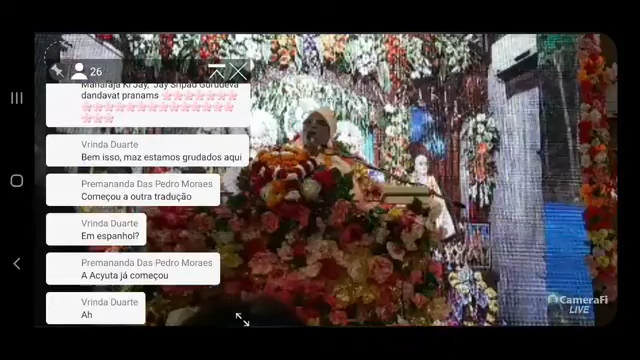 26
Maharaja Ki Jay, Jay Sripad Gurudeva
dandavat pranams
Vrinda Duarte
Bem isso, maz estamos grudados aqui
Premananda Das Pedro Moraes
Começou a outra tradução
Vrinda Duarte
Em espanhol?
Premananda Das Pedro Moraes
A Acyuta já começou
Vrinda Duarte
Ah
CameraFi
LIVE